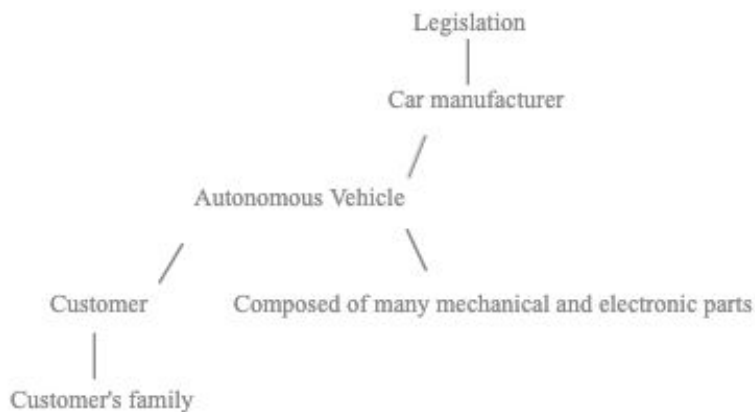 Legislation
Car manufacturer
Autonomous Vehicle
Customer
Composed of many mechanical and electronic parts
Customer's family